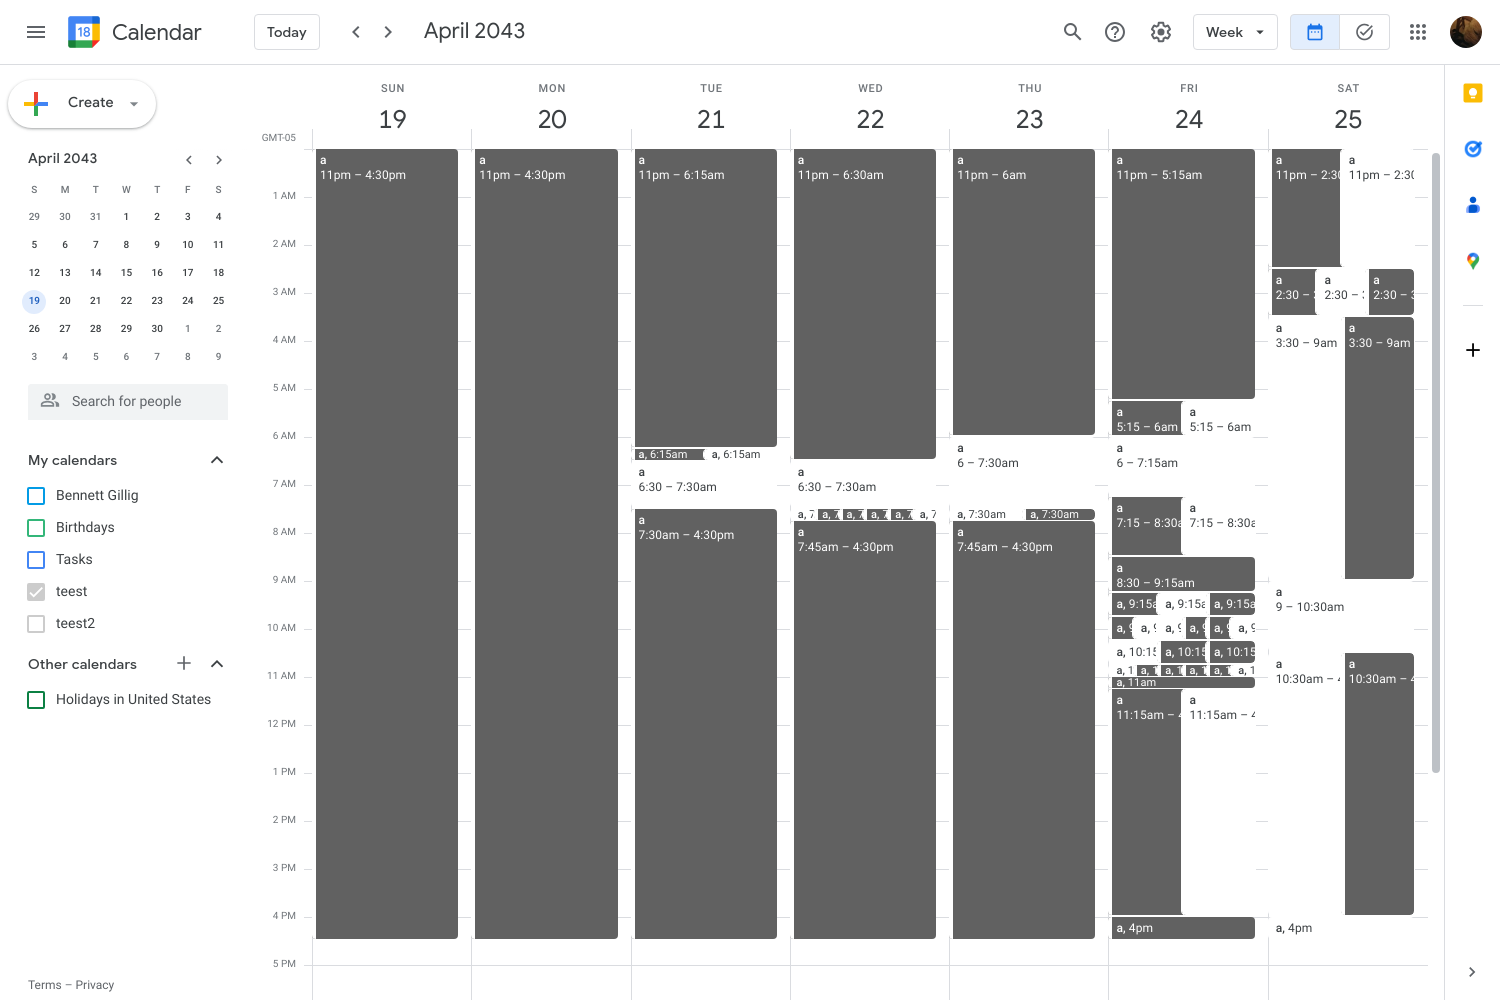 18 Calendar
Today
April 2043
Week
Create
April 2043
S M T W T F S
29 30 31 1 2 3 4
5 6 7 8 9 10 11
12 13 14 15 16 17 18
19 20 21 22 23 24 25
26 27 28 29 30 1 2
3 4 5 6 7 8 9
Search for people
My calendars
Bennett Gillig
Birthdays
Tasks
teest
teest2
Other calendars
Holidays in United States
Terms – Privacy
GMT-05
1 AM
2 AM
3 AM
4 AM
5 AM
6 AM
7 AM
8 AM
9 AM
10 AM
11 AM
12 PM
1 PM
2 PM
3 PM
4 PM
5 PM
SUN
19
a
11pm – 4:30pm
MON
20
a
11pm – 4:30pm
TUE
21
a
11pm – 6:15am
a, 6:15am
a, 6:15am
a
6:30 – 7:30am
a
7:30am – 4:30pm
WED
22
a
11pm – 6:30am
a
6:30 – 7:30am
a, 7
a, 7
a, 7
a, 7
a, 7
a, 7
a
7:45am – 4:30pm
THU
23
a
11pm – 6am
a
6 – 7:30am
a, 7:30am
a, 7:30am
a
7:45am – 4:30pm
FRI
24
a
11pm – 5:15am
a
5:15 – 6am
a
5:15 – 6am
a
6 – 7:15am
a
7:15 – 8:30a
a
7:15 – 8:30a
a
8:30 – 9:15am
a, 9:15a
a, 9:15a
a, 9:15a
a, 9
a, 9
a, 9
a, 9
a, 9
a, 9
a, 10:15
a, 10:15
a, 10:15
a, 1
a, 1
a, 1
a, 1
a, 1
a, 1
a, 11am
a
11:15am – 4
a
11:15am – 4
a, 4pm
SAT
25
a
11pm – 2:30
a
11pm – 2:30
a
2:30 – 3
a
2:30 – 3
a
2:30 – 3
a
3:30 – 9am
a
3:30 – 9am
a
9 – 10:30am
a
10:30am – 4
a
10:30am – 4
a, 4pm